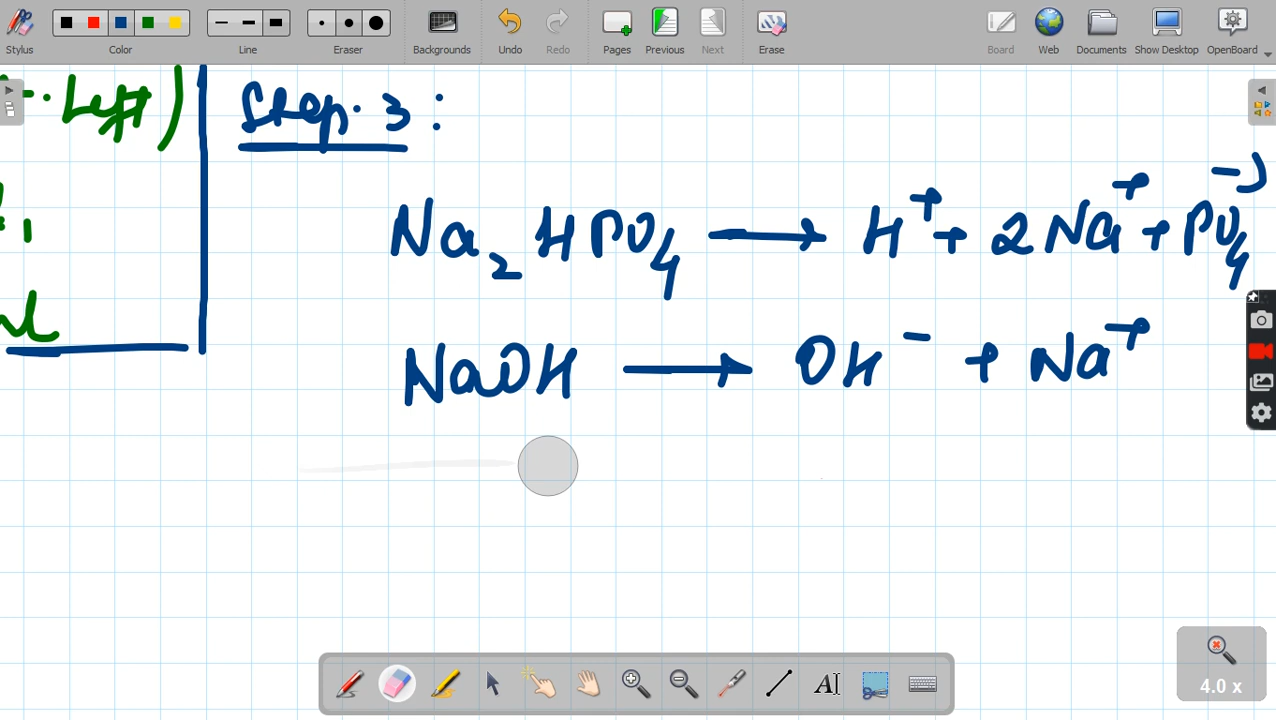 Stylus Color Line Eraser Backgrounds Undo Redo Pages Previous Next Erase Board Web Documents Show Desktop OpenBoard
Left)
Step. 3 :
Na₂HPO₄ → H⁺ + 2Na⁺ + PO₄⁻³
NaOH → OH⁻ + Na⁺
4.0 x